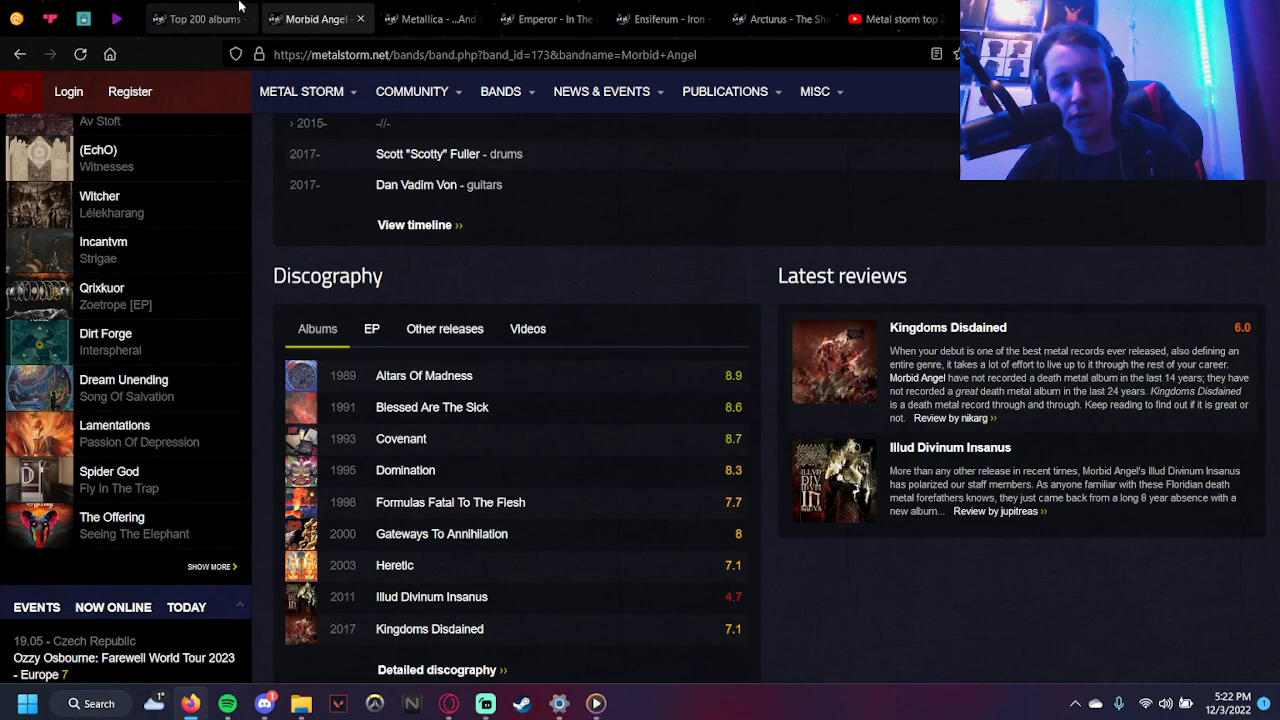 Top 200 albums
Morbid Angel -
Metallica - ...And
Emperor - In The
Ensiferum - Iron
Arcturus - The Sha
Metal storm top 2
https://metalstorm.net/bands/band.php?band_id=173&bandname=Morbid+Angel
Login
Register
METAL STORM
COMMUNITY
BANDS
NEWS & EVENTS
PUBLICATIONS
MISC
Av Stoft
(EchO)
Witnesses
Witcher
Lélekharang
Incantvm
Strigae
Qrixkuor
Zoetrope [EP]
Dirt Forge
Interspheral
Dream Unending
Song Of Salvation
Lamentations
Passion Of Depression
Spider God
Fly In The Trap
The Offering
Seeing The Elephant
SHOW MORE
EVENTS NOW ONLINE TODAY
19.05 - Czech Republic
Ozzy Osbourne: Farewell World Tour 2023
- Europe 7
› 2015- -//-
2017- Scott "Scotty" Fuller - drums
2017- Dan Vadim Von - guitars
View timeline ››
Discography
Albums EP Other releases Videos
1989 Altars Of Madness 8.9
1991 Blessed Are The Sick 8.6
1993 Covenant 8.7
1995 Domination 8.3
1998 Formulas Fatal To The Flesh 7.7
2000 Gateways To Annihilation 8
2003 Heretic 7.1
2011 Illud Divinum Insanus 4.7
2017 Kingdoms Disdained 7.1
Detailed discography ››
Latest reviews
Kingdoms Disdained 6.0
When your debut is one of the best metal records ever released, also defining an
entire genre, it takes a lot of effort to live up to it through the rest of your career.
Morbid Angel have not recorded a death metal album in the last 14 years; they have
not recorded a great death metal album in the last 24 years. Kingdoms Disdained
is a death metal record through and through. Keep reading to find out if it is great or
not. Review by nikarg ››
Illud Divinum Insanus
More than any other release in recent times, Morbid Angel's Illud Divinum Insanus
has polarized our staff members. As anyone familiar with these Floridian death
metal forefathers knows, they just came back from a long 8 year absence with a
new album... Review by jupitreas ››
Search
5:22 PM
12/3/2022